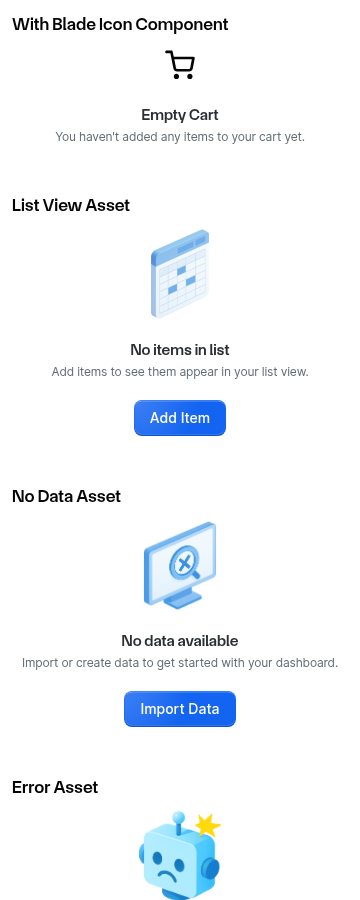 With Blade Icon Component
Empty Cart
You haven't added any items to your cart yet.
List View Asset
No items in list
Add items to see them appear in your list view.
Add Item
No Data Asset
No data available
Import or create data to get started with your dashboard.
Import Data
Error Asset